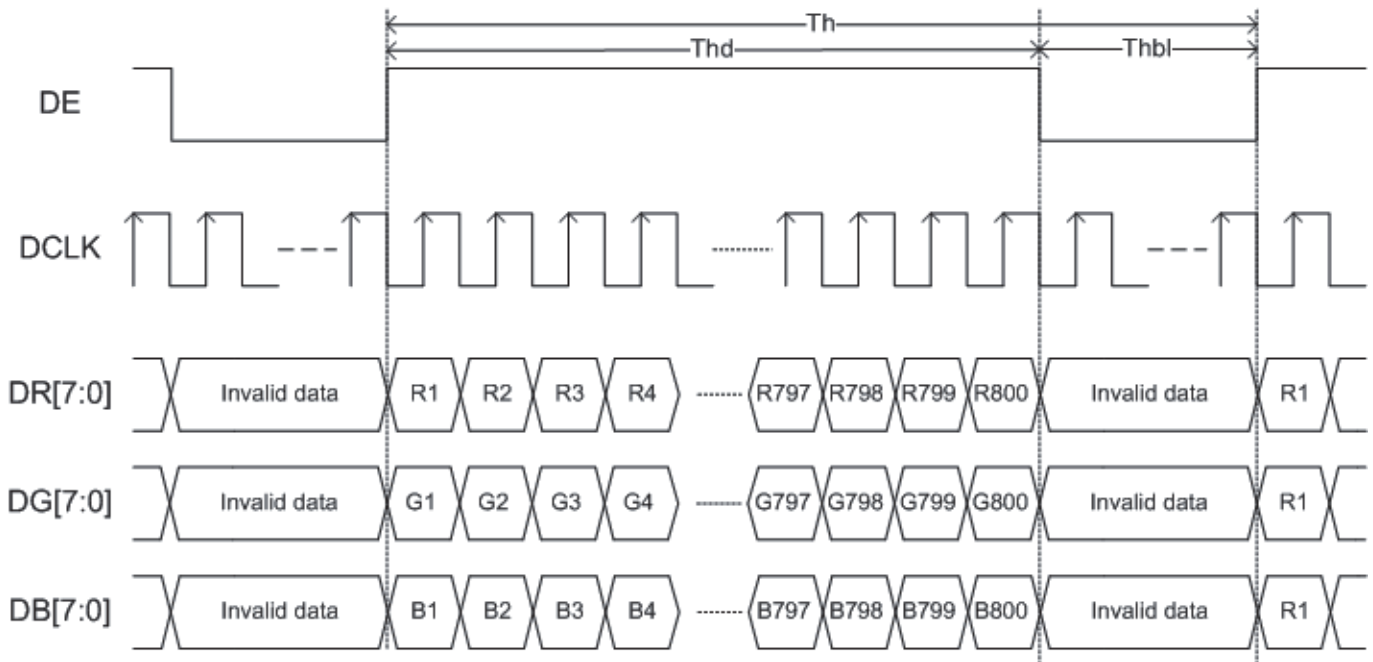 Th
Thd Thbl
DE
DCLK
DR[7:0] Invalid data R1 R2 R3 R4 R797 R798 R799 R800 Invalid data R1
DG[7:0] Invalid data G1 G2 G3 G4 G797 G798 G799 G800 Invalid data R1
DB[7:0] Invalid data B1 B2 B3 B4 B797 B798 B799 B800 Invalid data R1